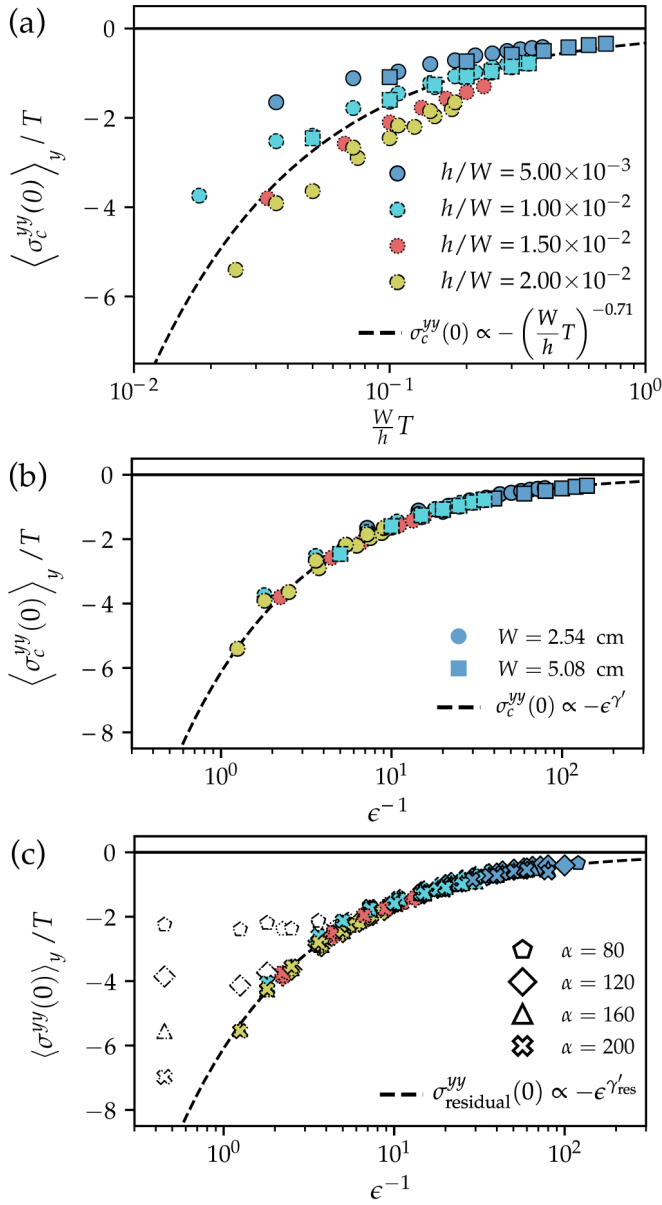 (a)
0
−2
−4
−6
⟨σ_c^{yy}(0)⟩_y / T
h/W = 5.00×10^{−3}
h/W = 1.00×10^{−2}
h/W = 1.50×10^{−2}
h/W = 2.00×10^{−2}
σ_c^{yy}(0) ∝ −(W/h T)^{−0.71}
10^{−2} 10^{−1} 10^0
W/h T
(b)
0
−2
−4
−6
−8
⟨σ_c^{yy}(0)⟩_y / T
W = 2.54 cm
W = 5.08 cm
σ_c^{yy}(0) ∝ −ϵ^{γ′}
10^0 10^1 10^2
ϵ^{−1}
(c)
0
−2
−4
−6
−8
⟨σ^{yy}(0)⟩_y / T
α = 80
α = 120
α = 160
α = 200
σ_{residual}^{yy}(0) ∝ −ϵ^{γ′_{res}}
10^0 10^1 10^2
ϵ^{−1}